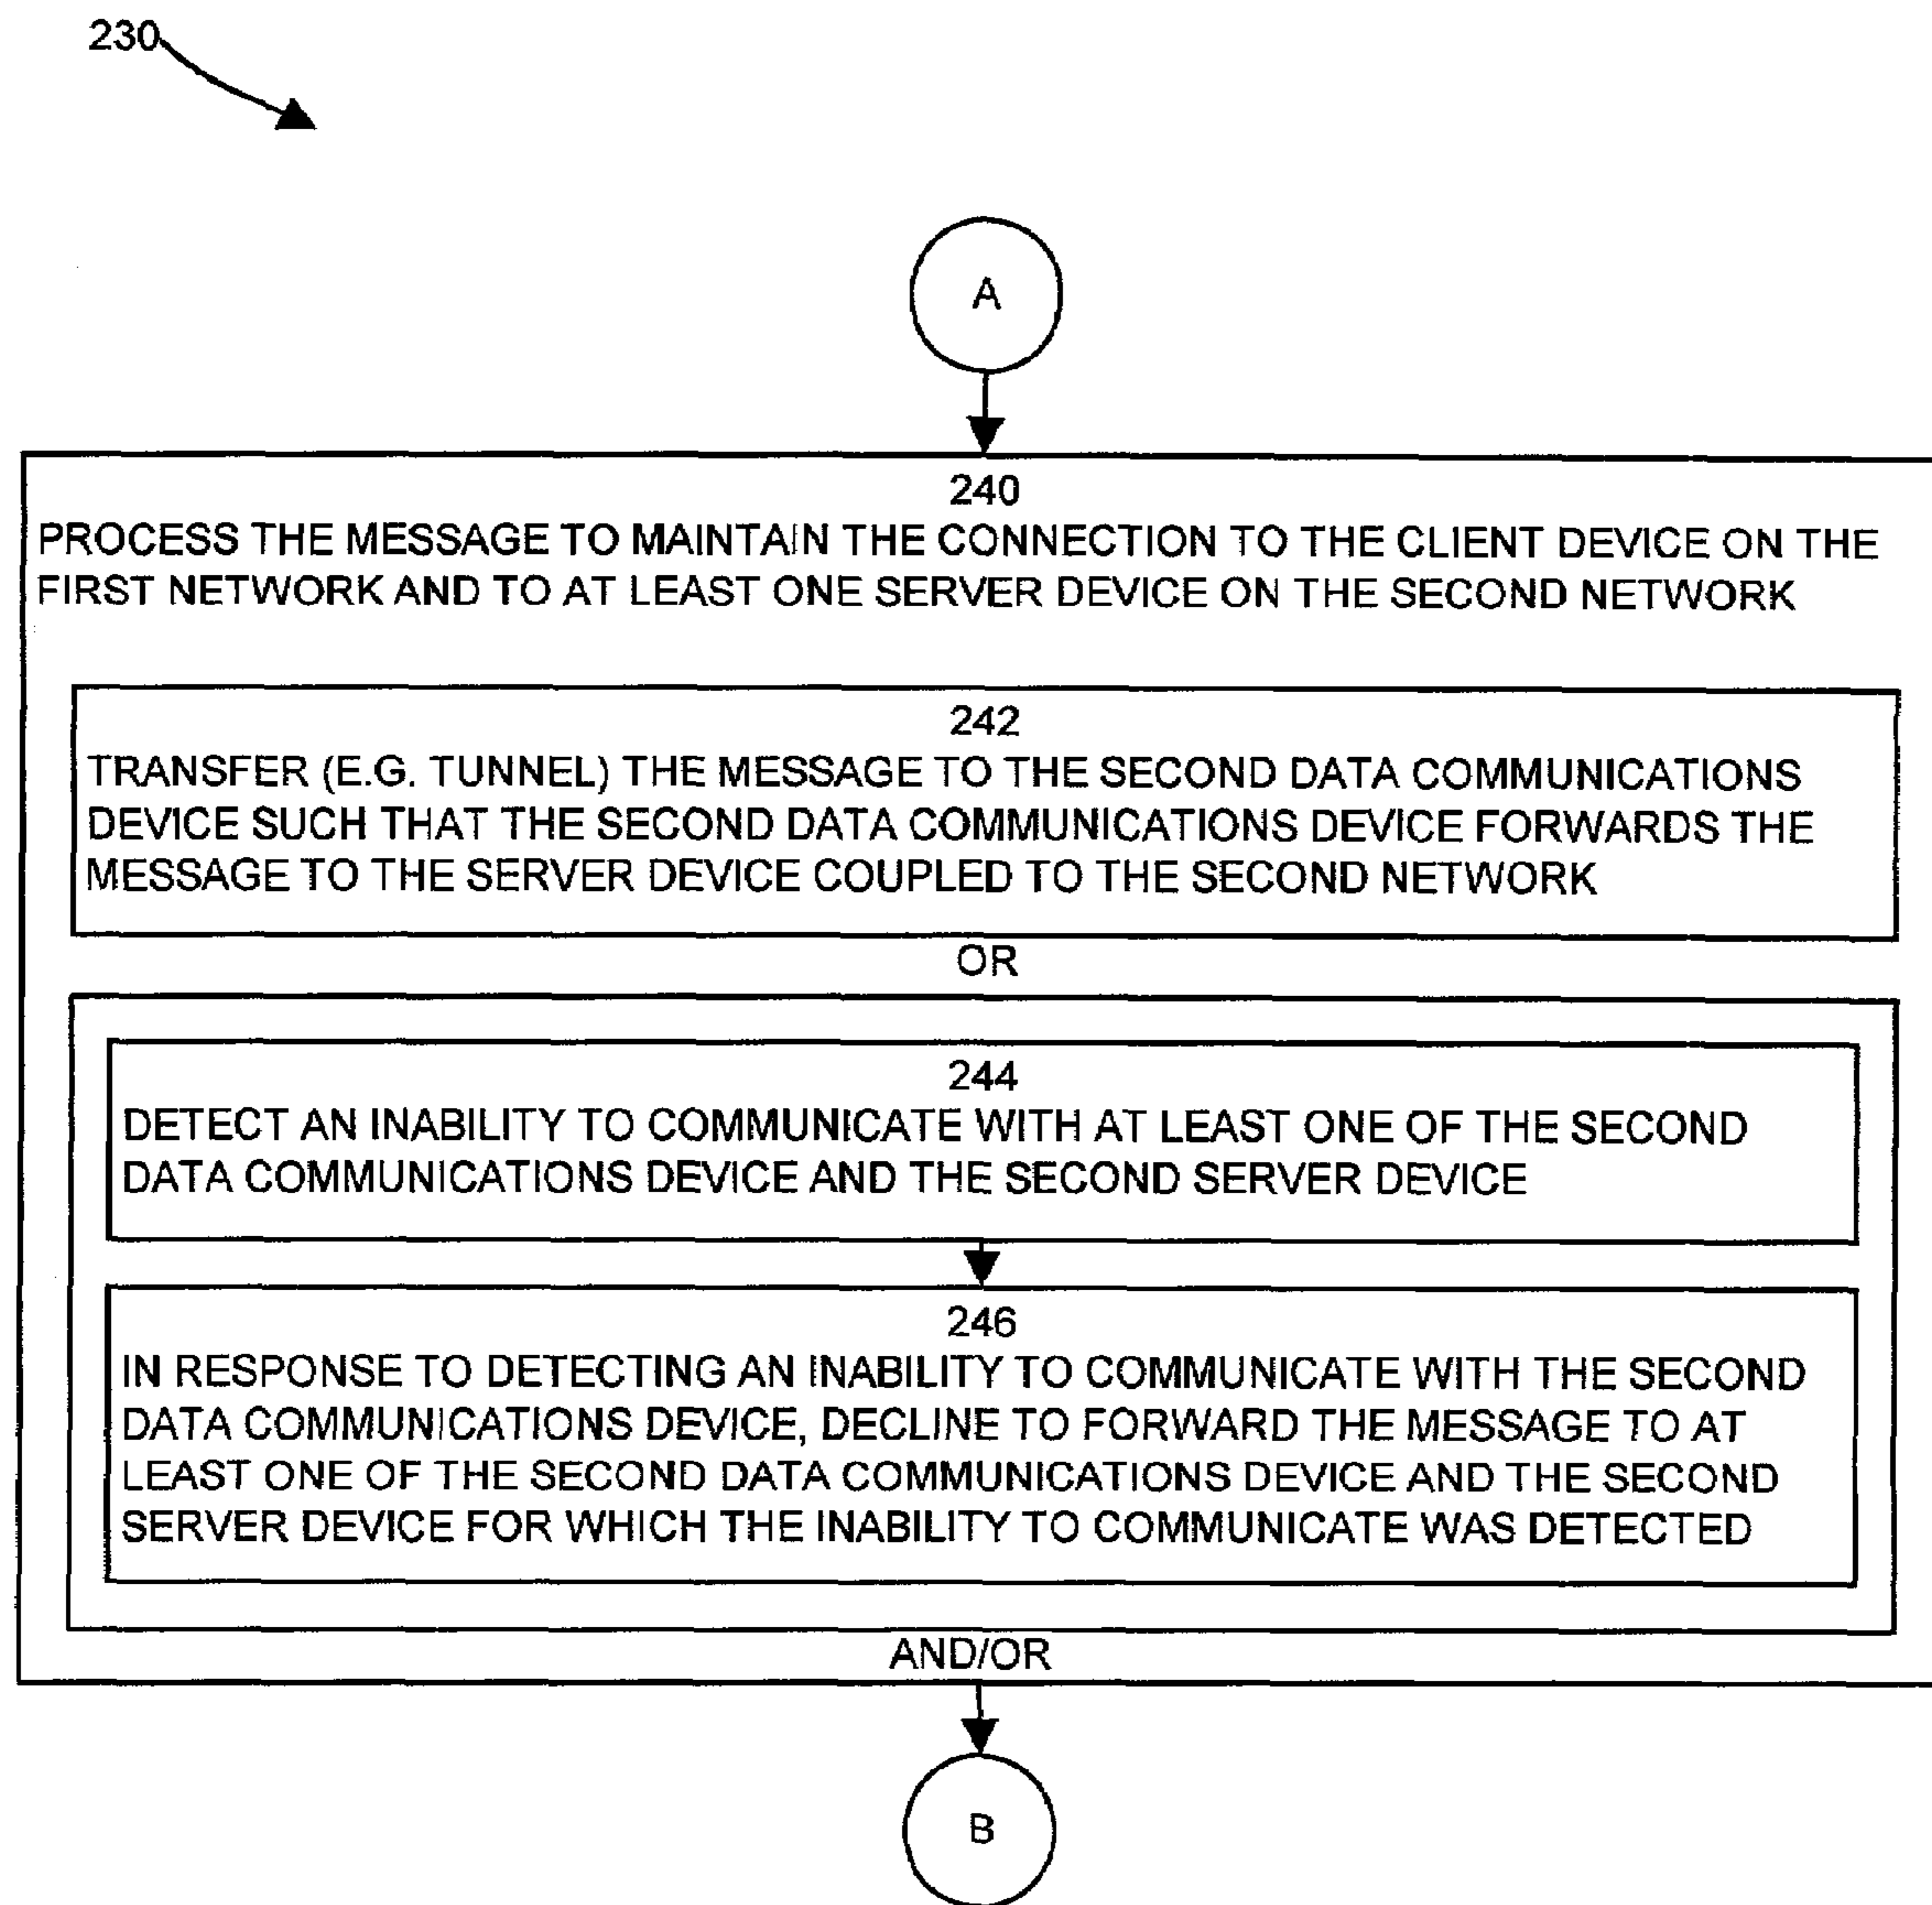 230
A
240
PROCESS THE MESSAGE TO MAINTAIN THE CONNECTION TO THE CLIENT DEVICE ON THE
FIRST NETWORK AND TO AT LEAST ONE SERVER DEVICE ON THE SECOND NETWORK
242
TRANSFER (E.G. TUNNEL) THE MESSAGE TO THE SECOND DATA COMMUNICATIONS
DEVICE SUCH THAT THE SECOND DATA COMMUNICATIONS DEVICE FORWARDS THE
MESSAGE TO THE SERVER DEVICE COUPLED TO THE SECOND NETWORK
OR
244
DETECT AN INABILITY TO COMMUNICATE WITH AT LEAST ONE OF THE SECOND
DATA COMMUNICATIONS DEVICE AND THE SECOND SERVER DEVICE
246
IN RESPONSE TO DETECTING AN INABILITY TO COMMUNICATE WITH THE SECOND
DATA COMMUNICATIONS DEVICE, DECLINE TO FORWARD THE MESSAGE TO AT
LEAST ONE OF THE SECOND DATA COMMUNICATIONS DEVICE AND THE SECOND
SERVER DEVICE FOR WHICH THE INABILITY TO COMMUNICATE WAS DETECTED
AND/OR
B